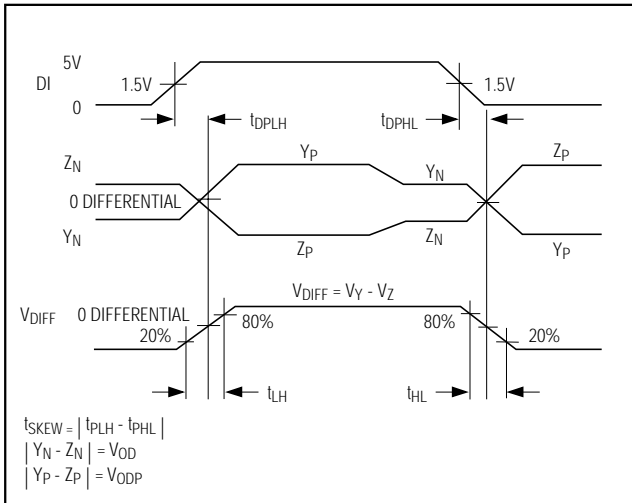 5V
DI 1.5V 1.5V
0
tDPLH tDPHL
ZN YP YN ZP
0 DIFFERENTIAL
YN ZP ZN YP
VDIFF 0 DIFFERENTIAL VDIFF = VY - VZ
20% 80% 80% 20%
tLH tHL
tSKEW = | tPLH - tPHL |
| YN - ZN | = VOD
| YP - ZP | = VODP